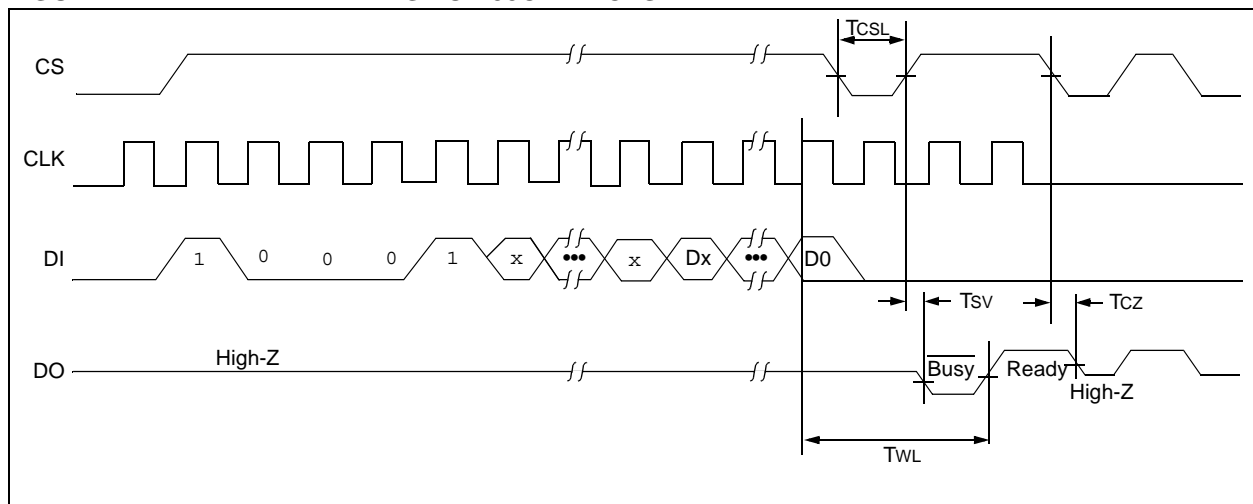 CS
TCSL
CLK
DI
1 0 0 0 1 x ••• x Dx ••• D0
TSV
TCZ
DO
High-Z
Busy
Ready
High-Z
TWL